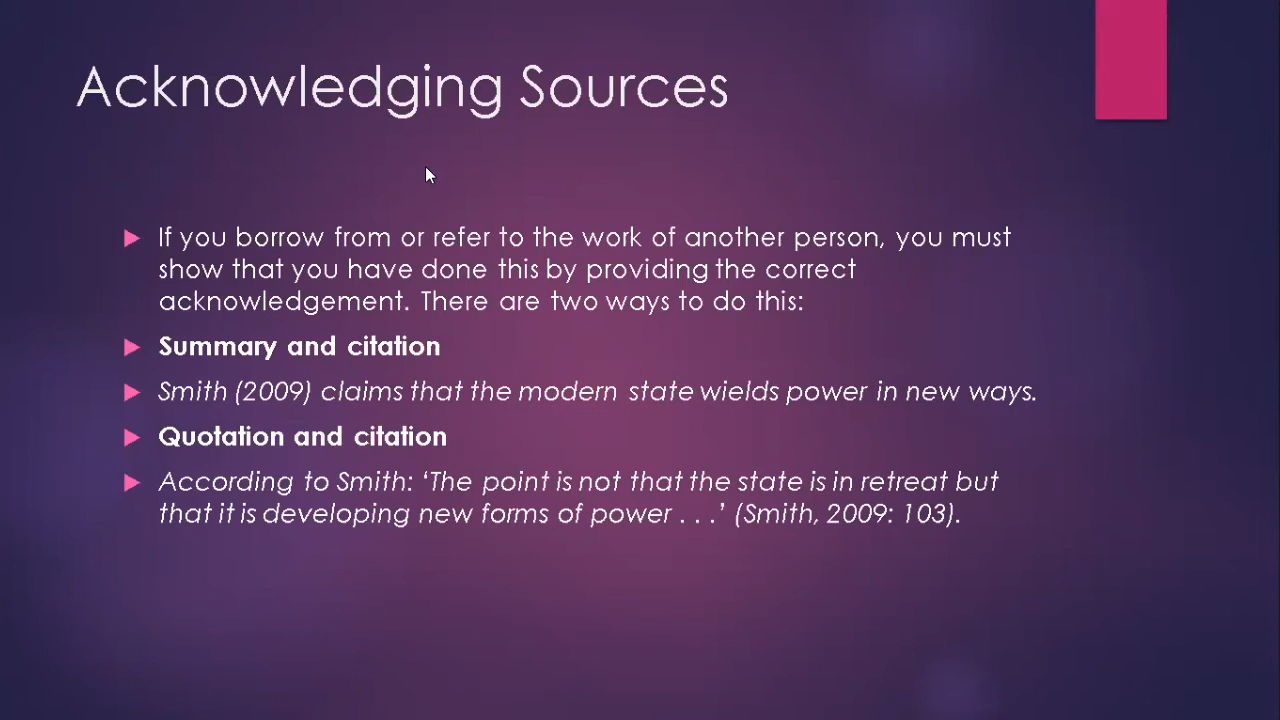 Acknowledging Sources
If you borrow from or refer to the work of another person, you must
show that you have done this by providing the correct
acknowledgement. There are two ways to do this:
Summary and citation
Smith (2009) claims that the modern state wields power in new ways.
Quotation and citation
According to Smith: ‘The point is not that the state is in retreat but
that it is developing new forms of power . . .’ (Smith, 2009: 103).